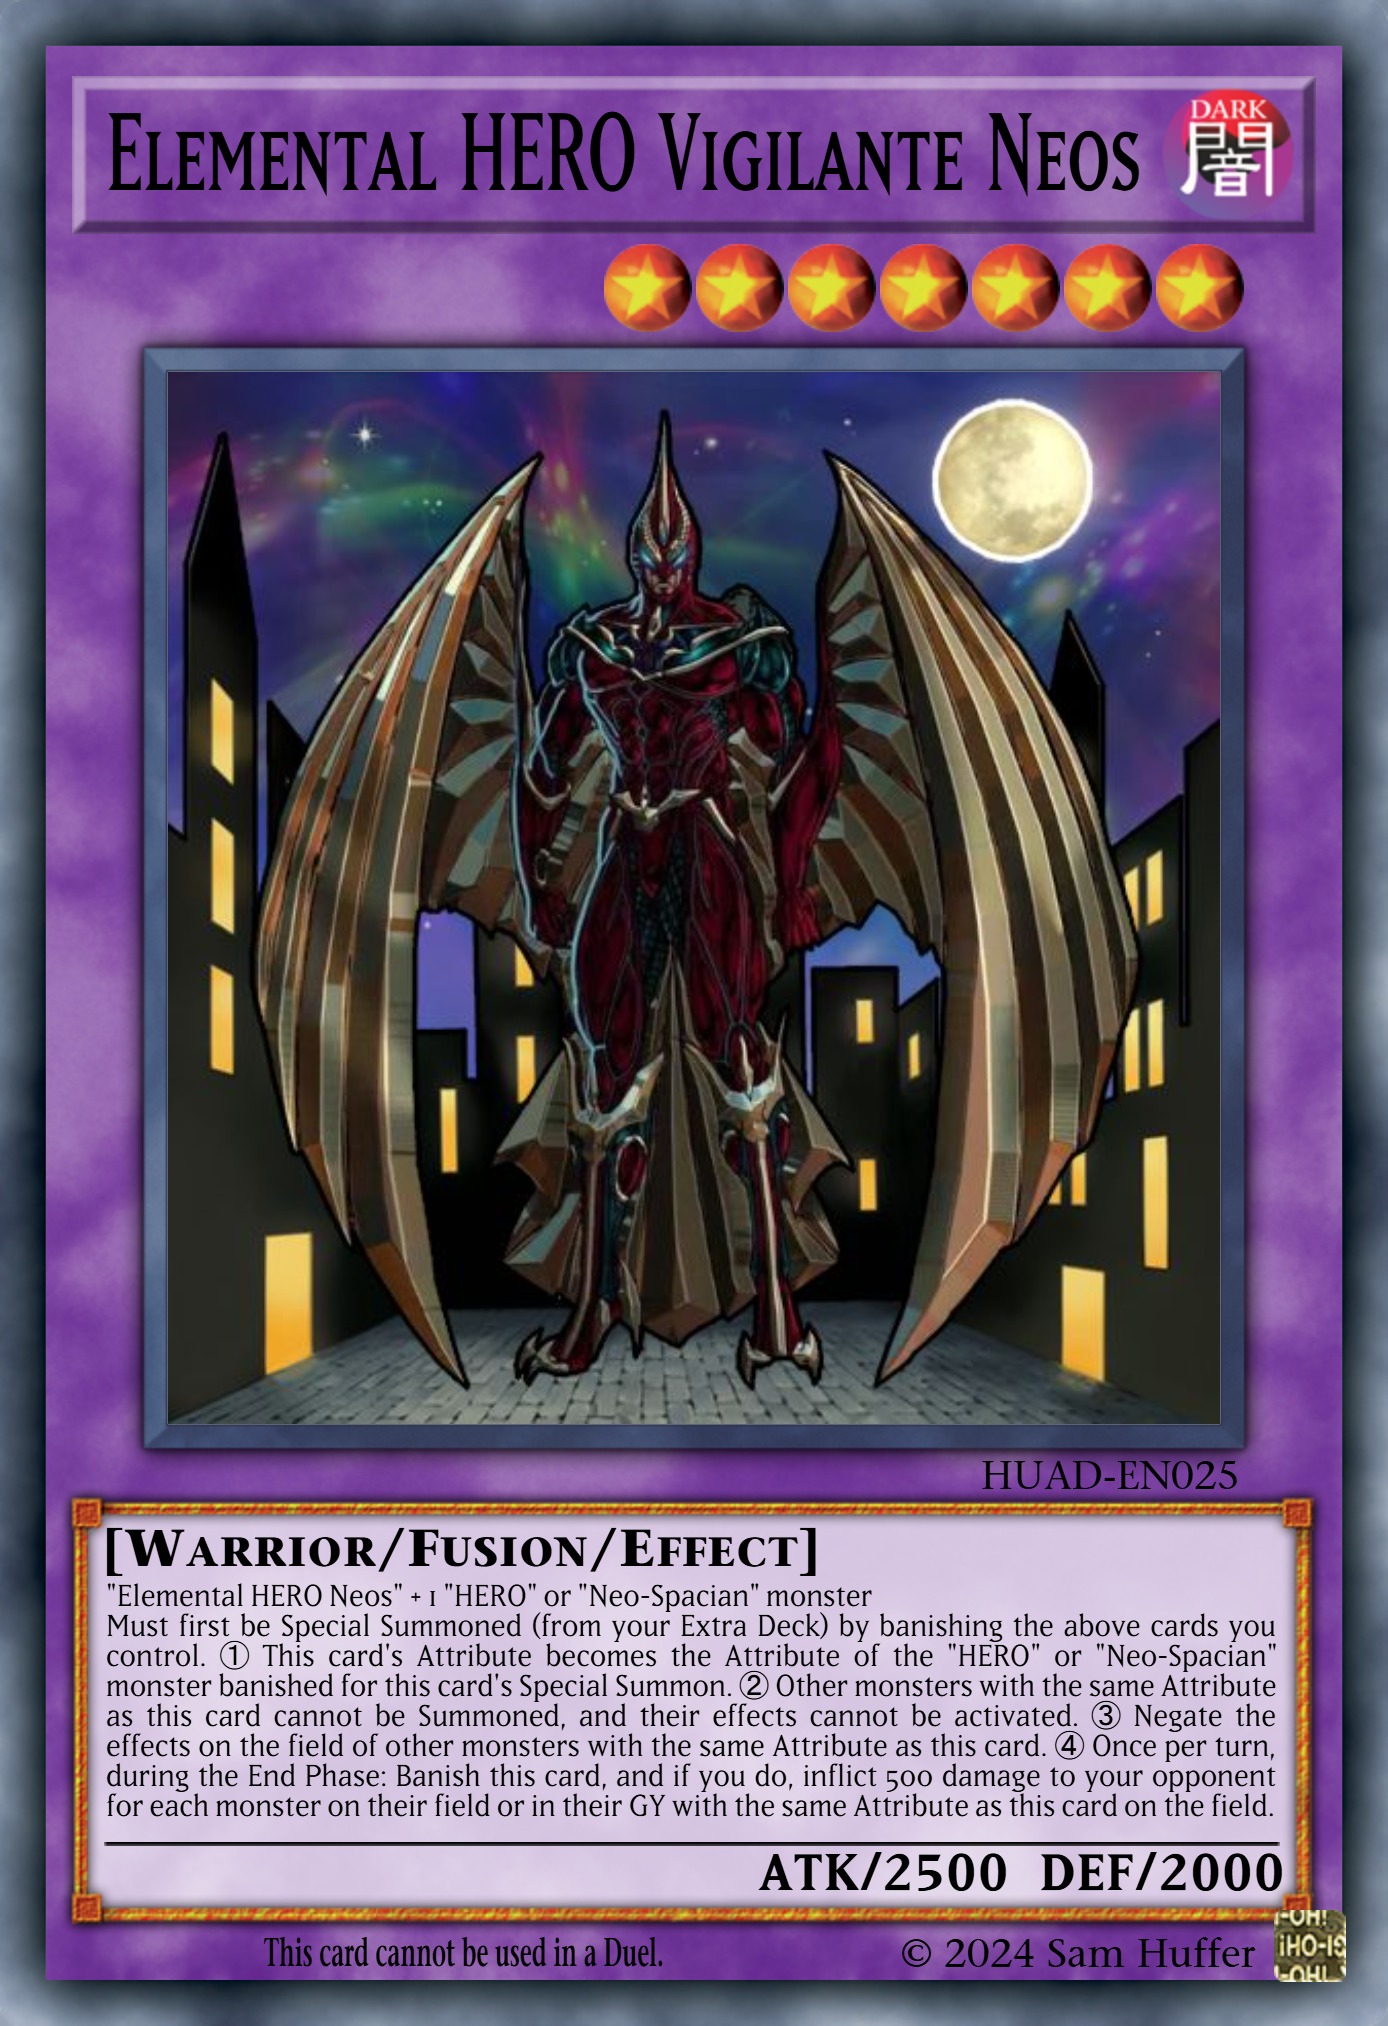 Elemental HERO Vigilante Neos
DARK
闇
HUAD-EN025
[Warrior/Fusion/Effect]
"Elemental HERO Neos" + 1 "HERO" or "Neo-Spacian" monster
Must first be Special Summoned (from your Extra Deck) by banishing the above cards you
control. ① This card's Attribute becomes the Attribute of the "HERO" or "Neo-Spacian"
monster banished for this card's Special Summon. ② Other monsters with the same Attribute
as this card cannot be Summoned, and their effects cannot be activated. ③ Negate the
effects on the field of other monsters with the same Attribute as this card. ④ Once per turn,
during the End Phase: Banish this card, and if you do, inflict 500 damage to your opponent
for each monster on their field or in their GY with the same Attribute as this card on the field.
ATK/2500 DEF/2000
This card cannot be used in a Duel.
© 2024 Sam Huffer